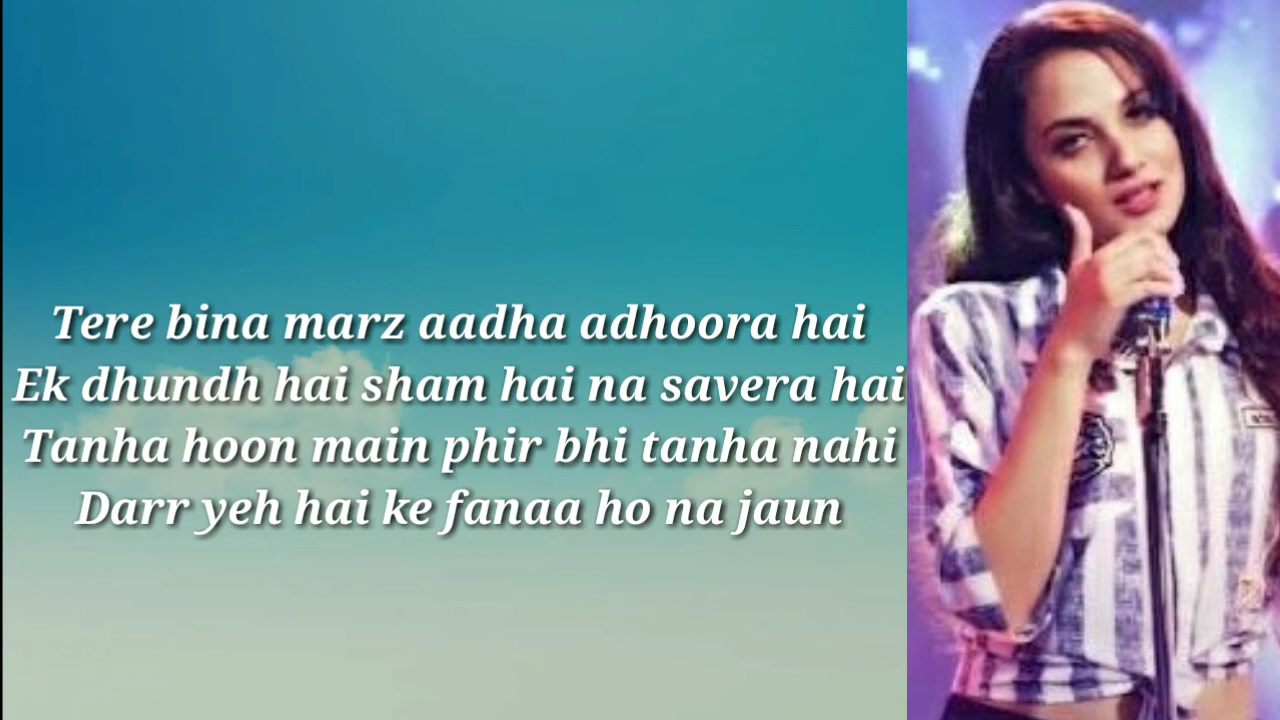 Tere bina marz aadha adhoora hai
Ek dhundh hai sham hai na savera hai
Tanha hoon main phir bhi tanha nahi
Darr yeh hai ke fanaa ho na jaun